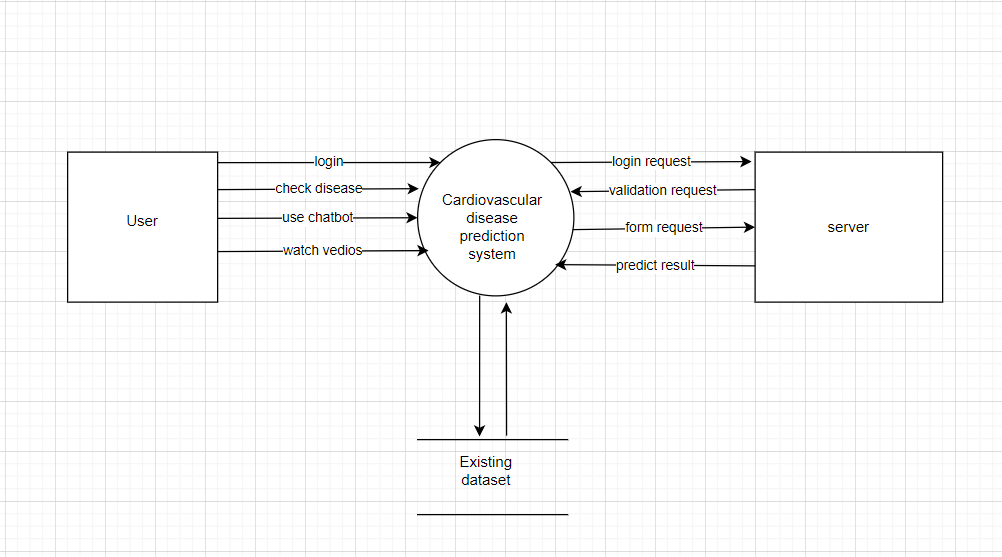 login
login request
check disease
validation request
User
use chatbot
Cardiovascular
disease
prediction
system
form request
server
watch vedios
predict result
Existing
dataset